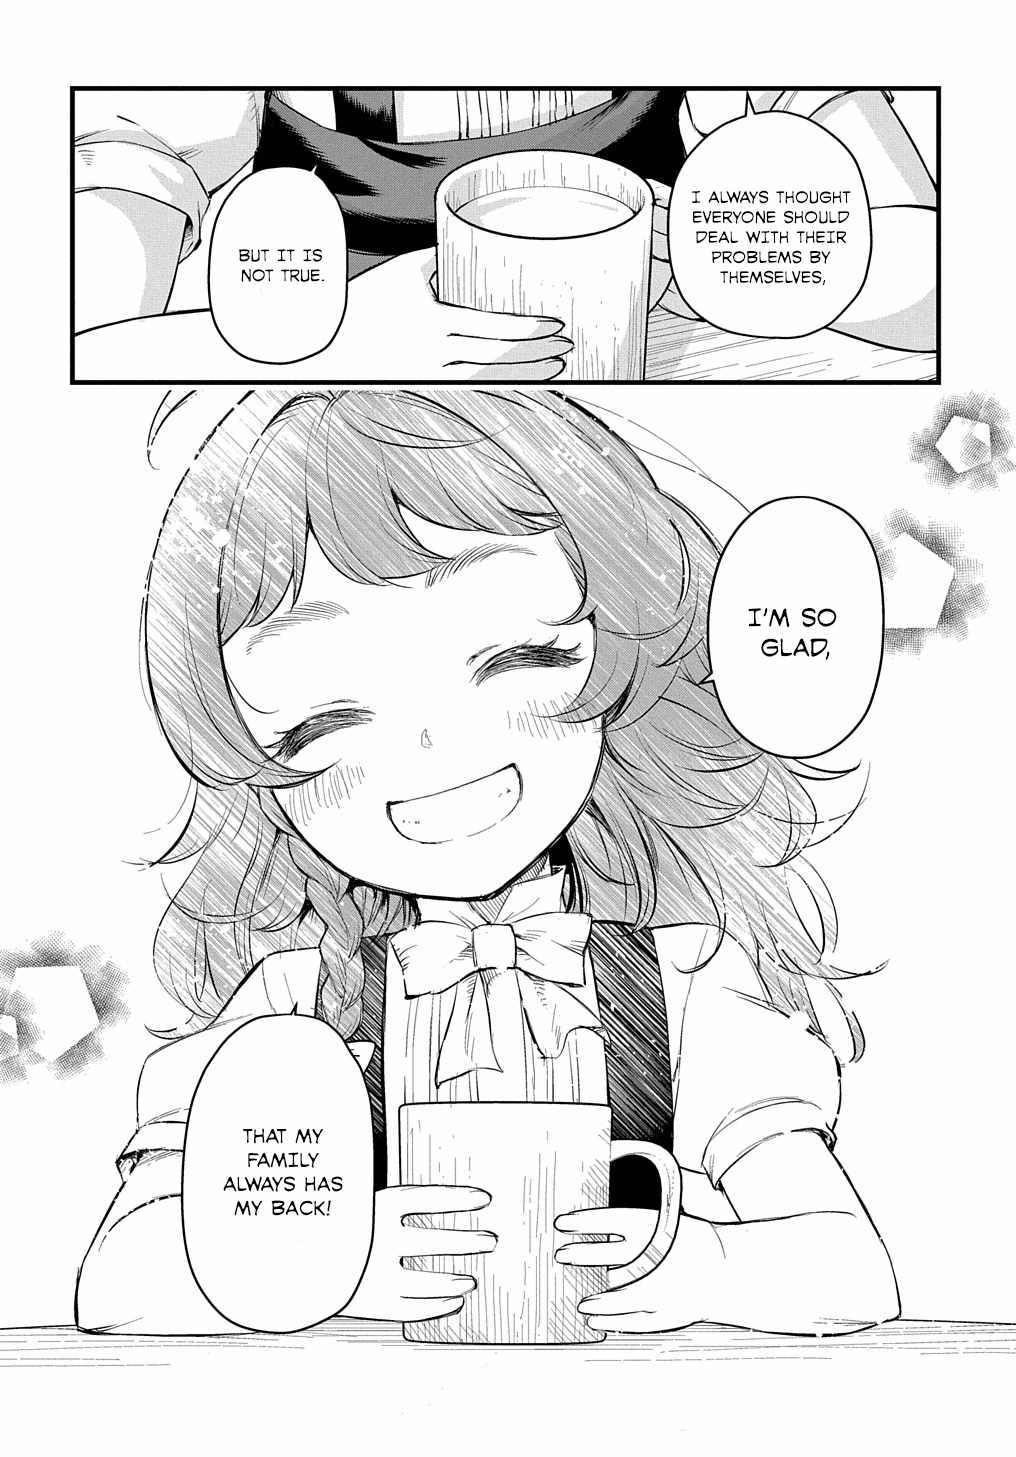 I ALWAYS THOUGHT
EVERYONE SHOULD
DEAL WITH THEIR
PROBLEMS BY
THEMSELVES,
BUT IT IS
NOT TRUE.
I'M SO
GLAD,
THAT MY
FAMILY
ALWAYS HAS
MY BACK!